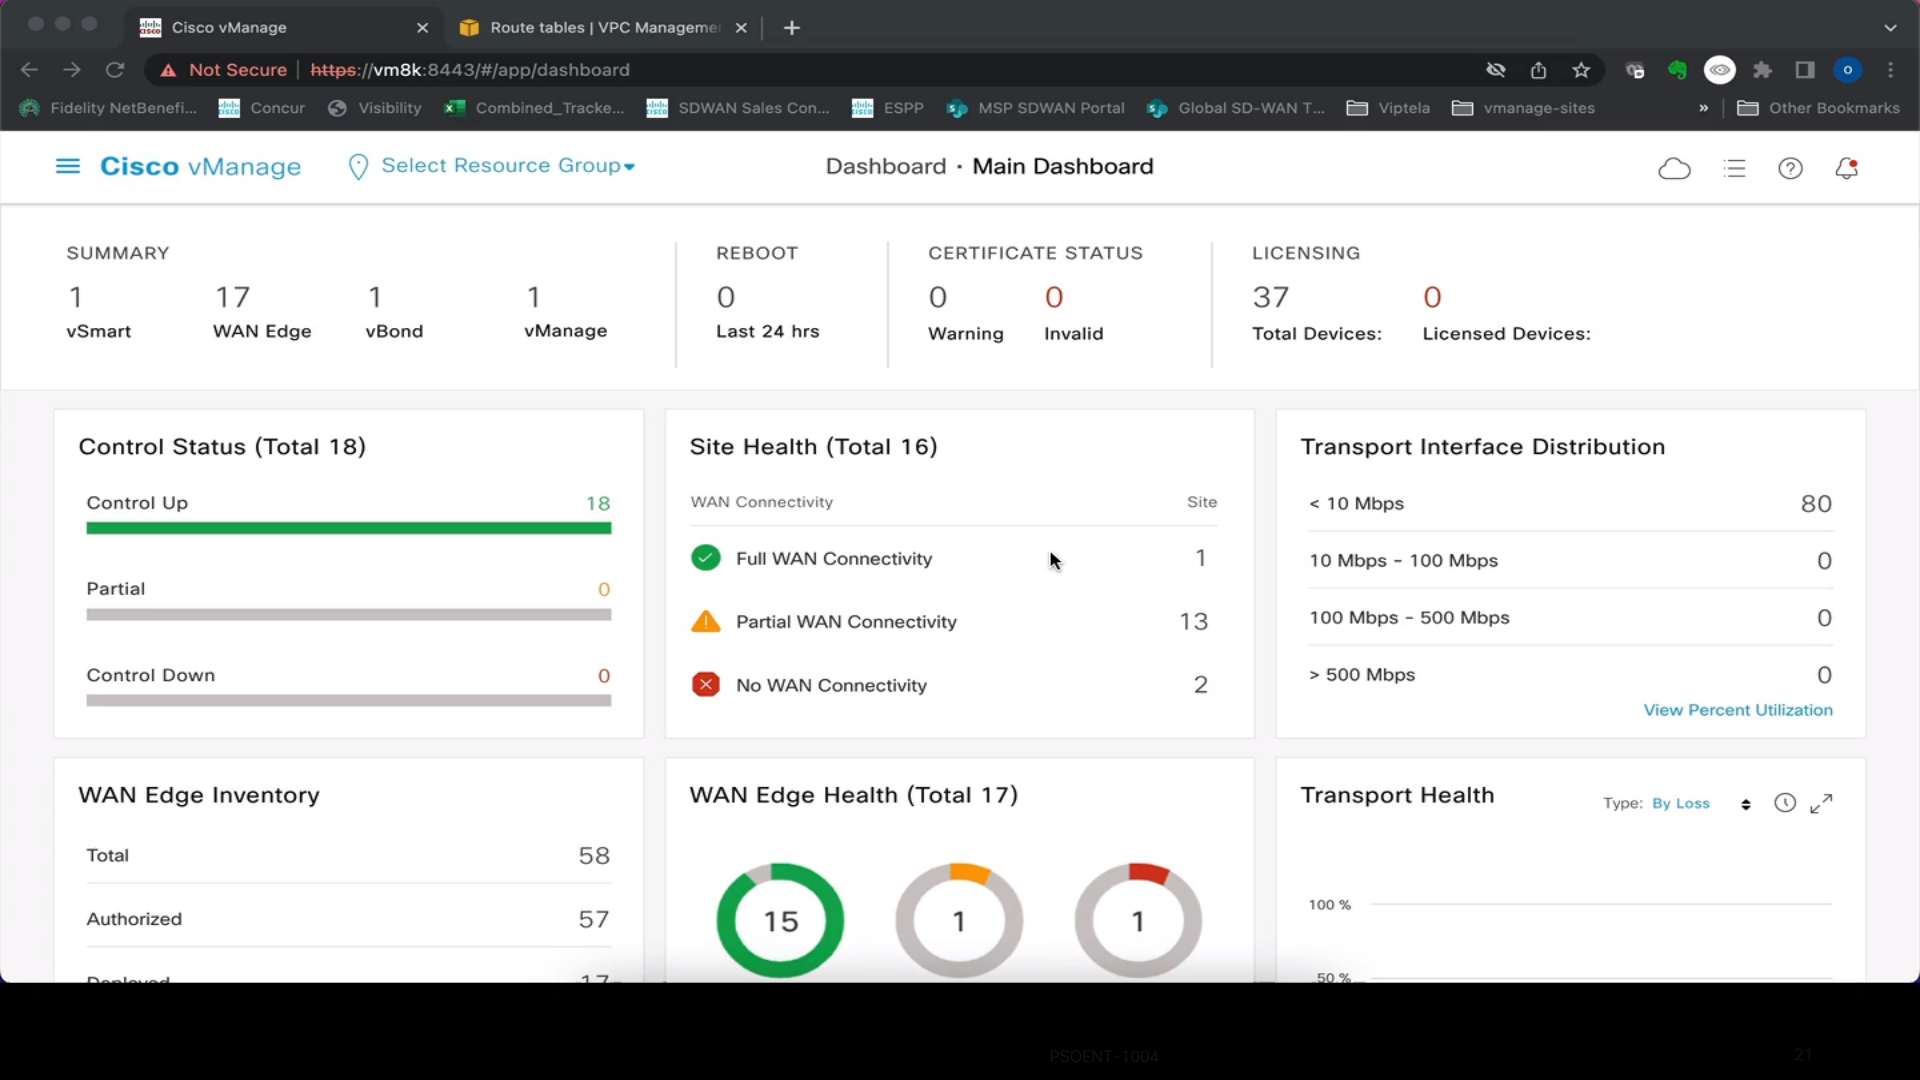 Cisco vManage
Route tables | VPC Manageme
Not Secure | https://vm8k:8443/#/app/dashboard
Fidelity NetBenefi... Concur Visibility Combined_Tracke... SDWAN Sales Con... ESPP MSP SDWAN Portal Global SD-WAN T... Viptela vmanage-sites » Other Bookmarks
Cisco vManage Select Resource Group Dashboard · Main Dashboard
SUMMARY
1 17 1 1
vSmart WAN Edge vBond vManage
REBOOT
0
Last 24 hrs
CERTIFICATE STATUS
0 0
Warning Invalid
LICENSING
37 0
Total Devices: Licensed Devices:
Control Status (Total 18)
Control Up 18
Partial 0
Control Down 0
Site Health (Total 16)
WAN Connectivity Site
Full WAN Connectivity 1
Partial WAN Connectivity 13
No WAN Connectivity 2
Transport Interface Distribution
< 10 Mbps 80
10 Mbps - 100 Mbps 0
100 Mbps - 500 Mbps 0
> 500 Mbps 0
View Percent Utilization
WAN Edge Inventory
Total 58
Authorized 57
Deployed 17
WAN Edge Health (Total 17)
15 1 1
Transport Health
Type: By Loss
100 %
50 %
PSOENT-1004 21